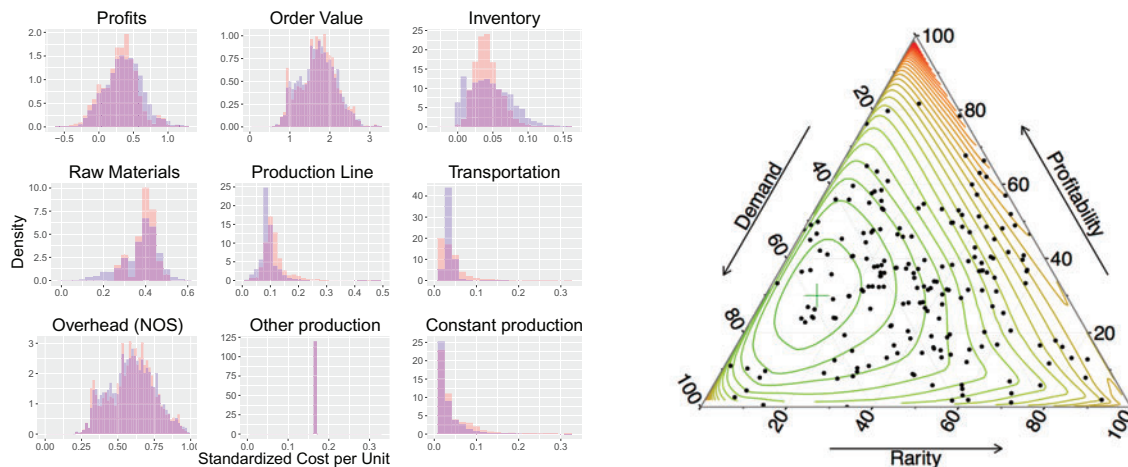 Profits
Order Value
Inventory
2.0
1.5
1.0
0.5
0.0
−0.5 0.0 0.5 1.0
1.00
0.75
0.50
0.25
0.00
1 2 3
25
20
15
10
5
0
0.00 0.05 0.10 0.15
Raw Materials
Production Line
Transportation
10.0
7.5
5.0
2.5
0.0
0.0 0.2 0.4 0.6
25
20
15
10
5
0
0.0 0.1 0.2 0.3 0.4 0.5
40
30
20
10
0
0.0 0.1 0.2 0.3
Density
Overhead (NOS)
Other production
Constant production
3
2
1
0
0.00 0.25 0.50 0.75 1.00
125
100
75
50
25
0
0.0 0.1 0.2 0.3
25
20
15
10
5
0
0.0 0.1 0.2 0.3
Standardized Cost per Unit
100
20
80
40
60
60
40
80
20
100
20 40 60 80 100
Demand
Profitability
Rarity